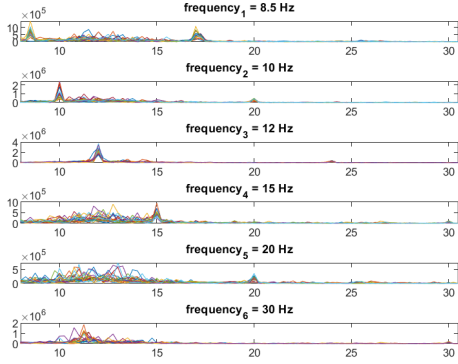 frequency1 = 8.5 Hz
×10^5
10
5
0
10 15 20 25 30
frequency2 = 10 Hz
×10^6
2
1
0
10 15 20 25 30
frequency3 = 12 Hz
×10^6
4
2
0
10 15 20 25 30
frequency4 = 15 Hz
×10^5
10
5
0
10 15 20 25 30
frequency5 = 20 Hz
×10^5
5
0
10 15 20 25 30
frequency6 = 30 Hz
×10^6
2
1
0
10 15 20 25 30